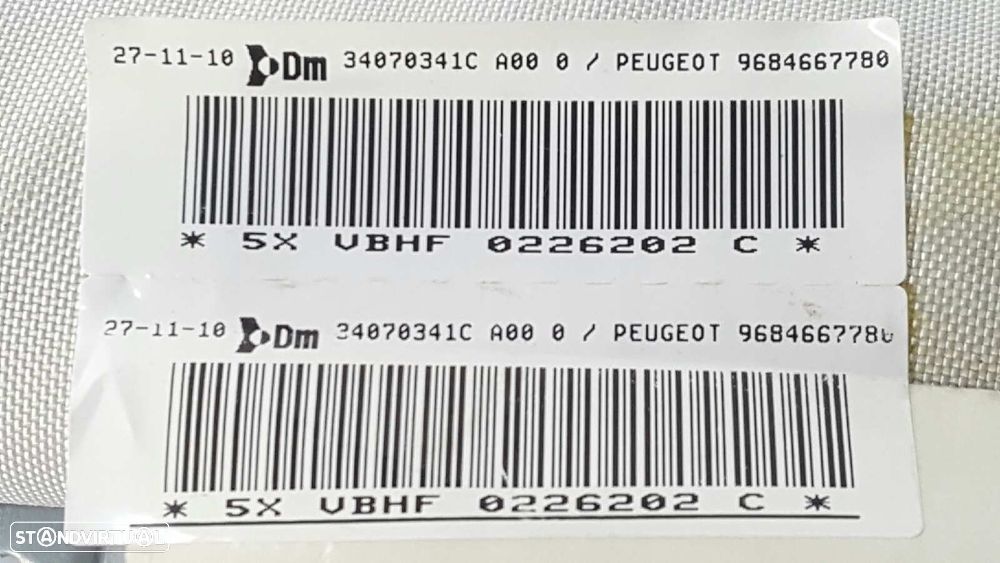 27-11-10 Dm 34070341C A00 0 / PEUGEOT 9684667780
* 5X VBHF 0226202 C *
27-11-10 Dm 34070341C A00 0 / PEUGEOT 9684667780
* 5X VBHF 0226202 C *
STANDVIRTUAL